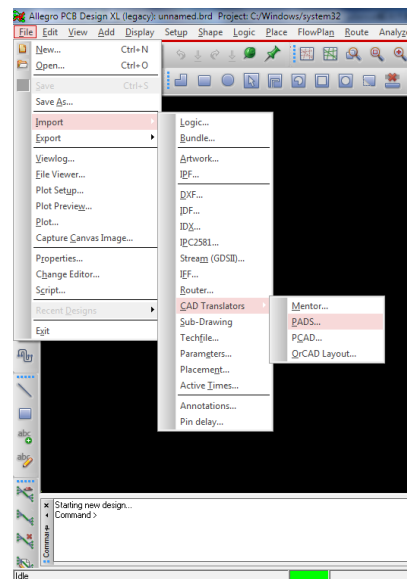 Allegro PCB Design XL (legacy): unnamed.brd Project: C:/Windows/system32
File Edit View Add Display Setup Shape Logic Place FlowPlan Route Analyz
New... Ctrl+N
Open... Ctrl+O
Save Ctrl+S
Save As...
Import
Export
Viewlog...
File Viewer...
Plot Setup...
Plot Preview...
Plot...
Capture Canvas Image...
Properties...
Change Editor...
Script...
Recent Designs
Exit
Logic...
Bundle...
Artwork...
IPF...
DXF...
IDF...
IDX...
IPC2581...
Stream (GDSII)...
IFF...
Router...
CAD Translators
Sub-Drawing
Techfile...
Parameters...
Placement...
Active Times...
Annotations...
Pin delay...
Mentor...
PADS...
PCAD...
OrCAD Layout...
abc
abc
Starting new design...
Command >
Command
Idle